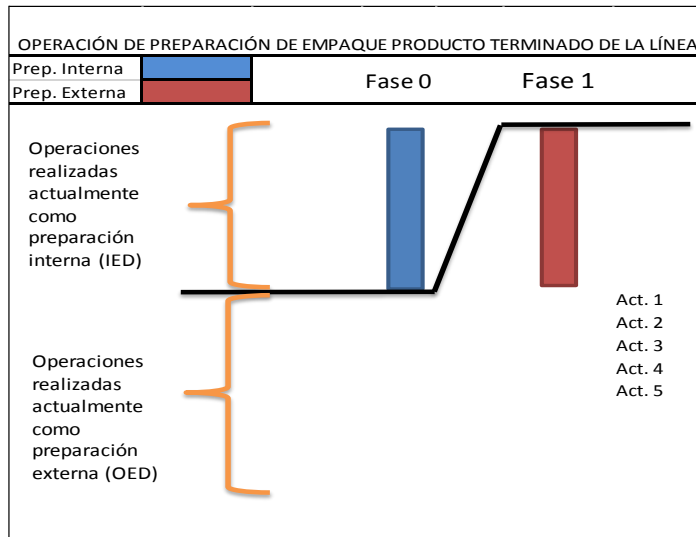 OPERACIÓN DE PREPARACIÓN DE EMPAQUE PRODUCTO TERMINADO DE LA LÍNEA
Prep. Interna
Prep. Externa
Fase 0
Fase 1
Operaciones
realizadas
actualmente
como
preparación
interna (IED)
Act. 1
Act. 2
Act. 3
Act. 4
Act. 5
Operaciones
realizadas
actualmente
como
preparación
externa (OED)